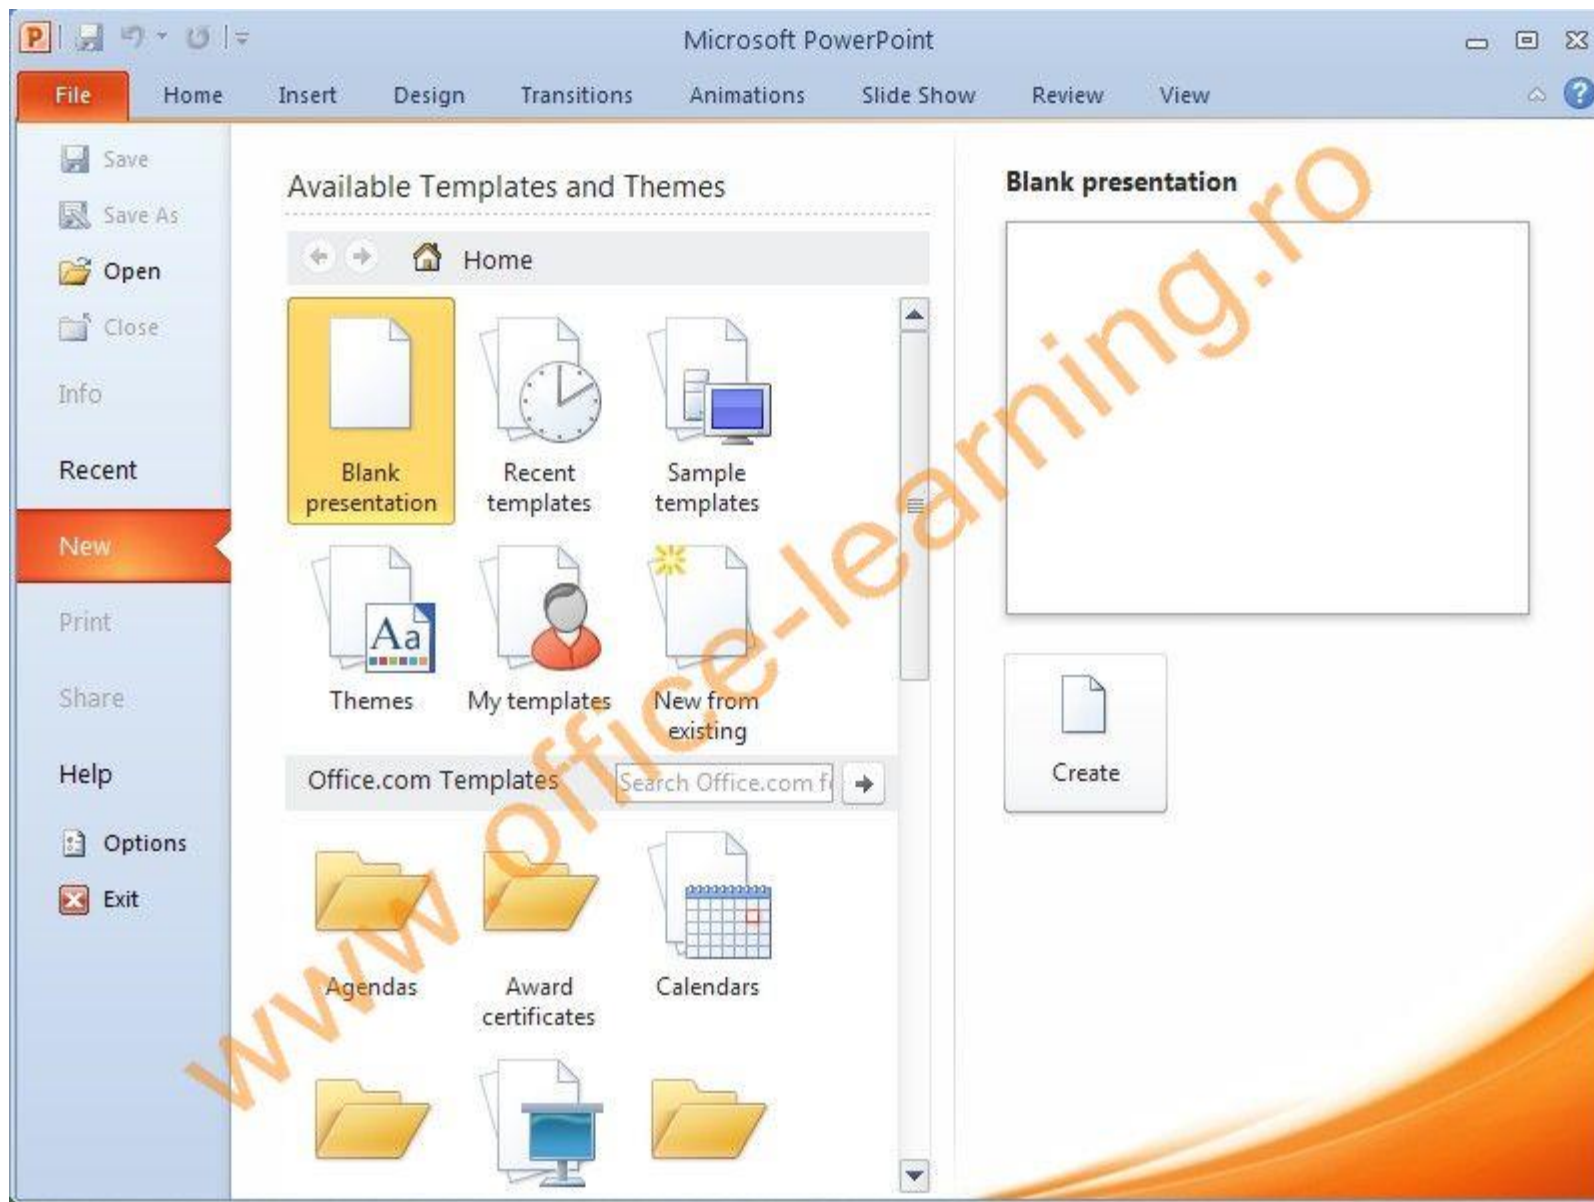 Microsoft PowerPoint
File Home Insert Design Transitions Animations Slide Show Review View
Save
Save As
Open
Close
Info
Recent
New
Print
Share
Help
Options
Exit
Available Templates and Themes
Home
Blank
presentation
Recent
templates
Sample
templates
Themes
My templates
New from
existing
Office.com Templates
Search Office.com f
Agendas
Award
certificates
Calendars
Blank presentation
Create
www.office-learning.ro